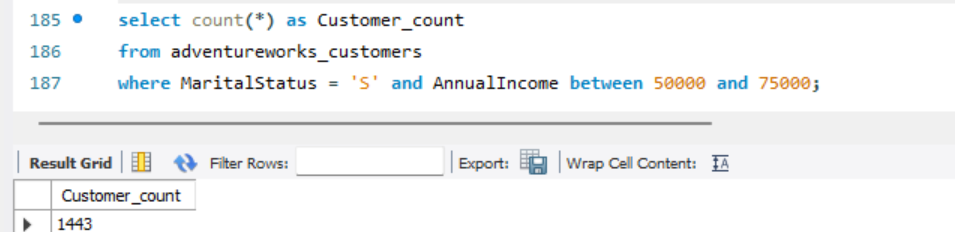 185 select count(*) as Customer_count
186 from adventureworks_customers
187 where MaritalStatus = 'S' and AnnualIncome between 50000 and 75000;
Result Grid Filter Rows: Export: Wrap Cell Content: IA
Customer_count
1443